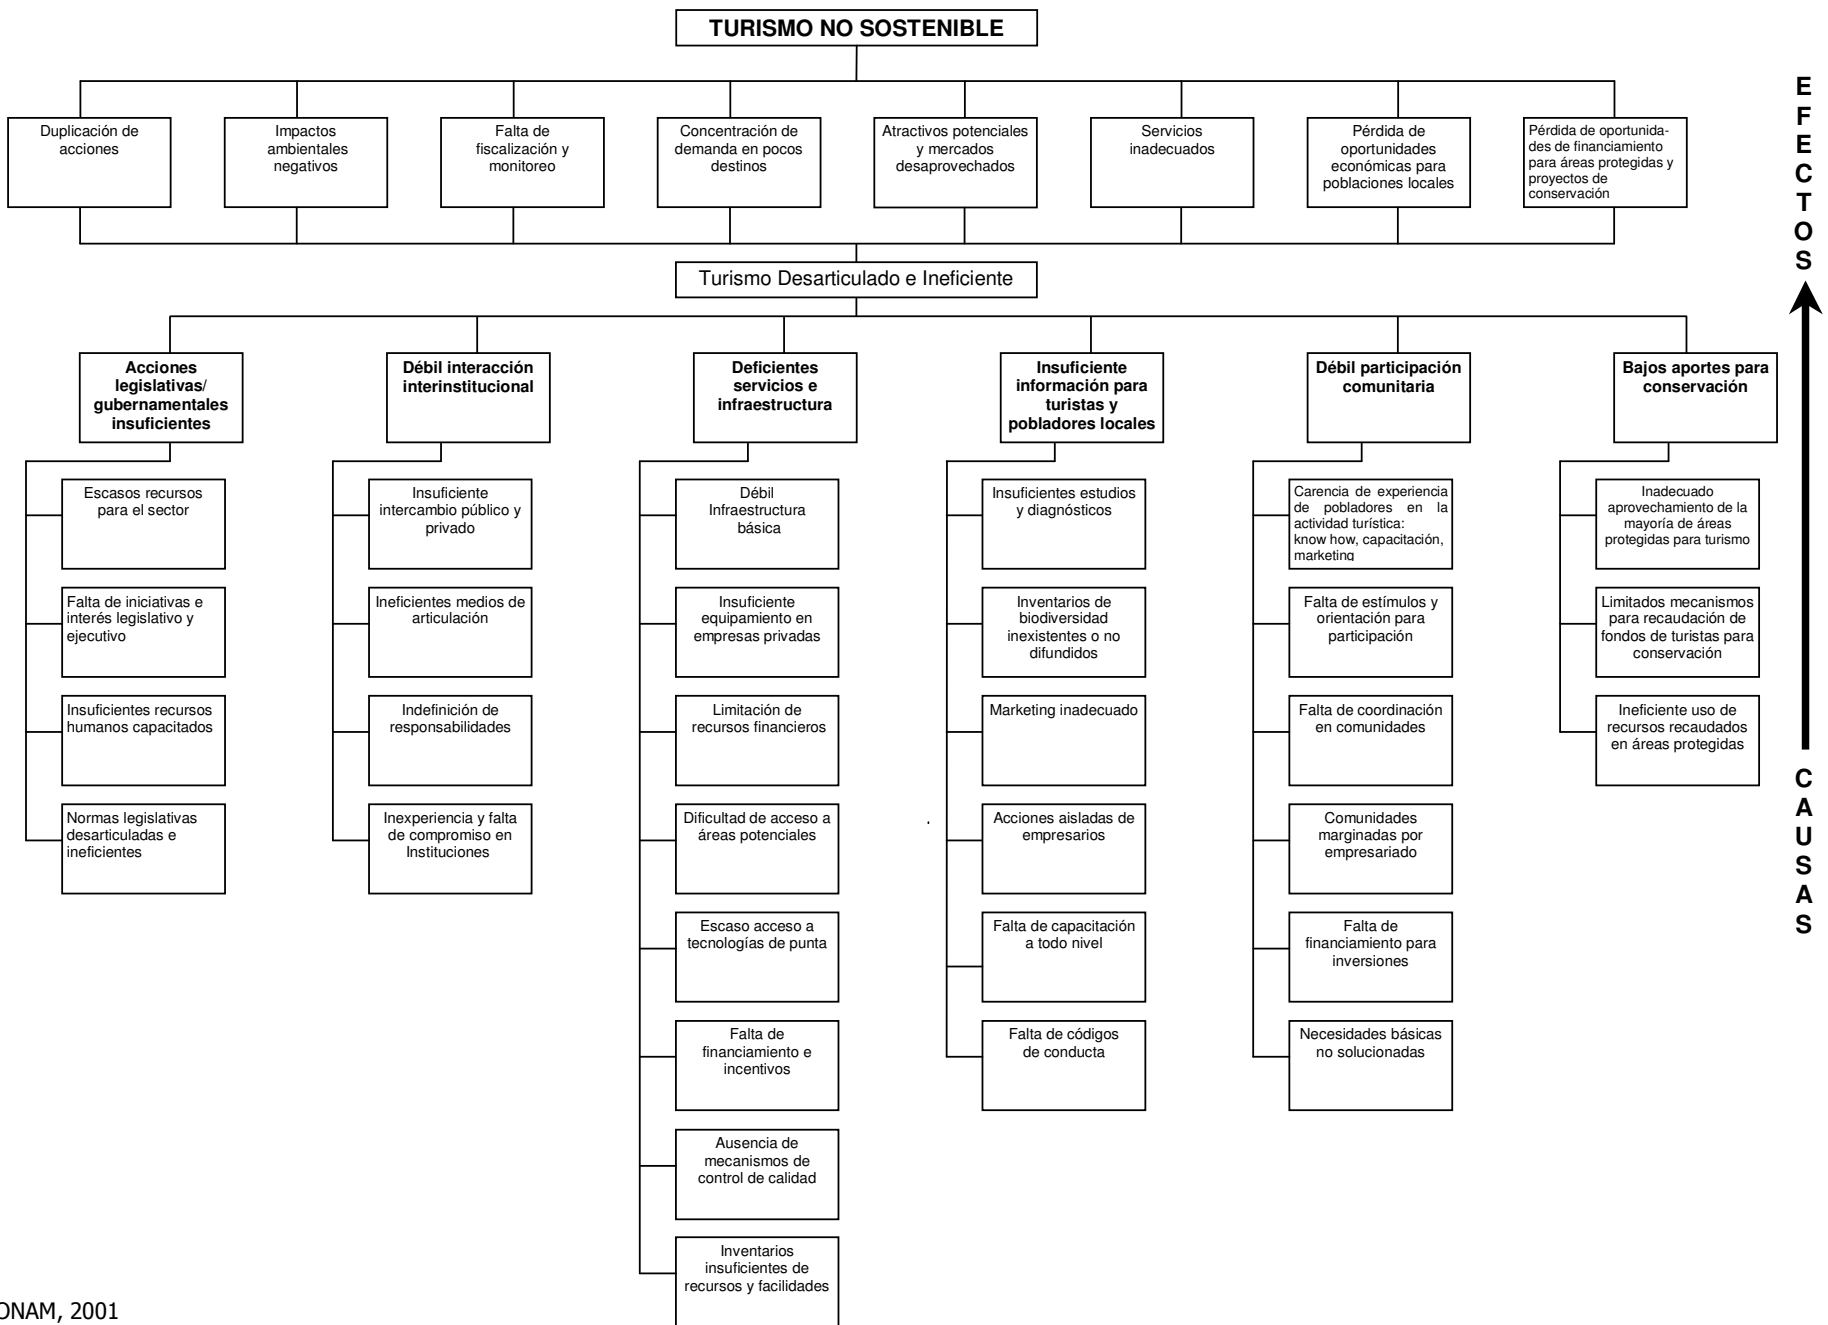 TURISMO NO SOSTENIBLE
Duplicación de
acciones
Impactos
ambientales
negativos
Falta de
fiscalización y
monitoreo
Concentración de
demanda en pocos
destinos
Atractivos potenciales
y mercados
desaprovechados
Servicios
inadecuados
Pérdida de
oportunidades
económicas para
poblaciones locales
Pérdida de oportunida-
des de financiamiento
para áreas protegidas y
proyectos de
conservación
EFECTOS
Turismo Desarticulado e Ineficiente
Acciones
legislativas/
gubernamentales
insuficientes
Escasos recursos
para el sector
Falta de iniciativas e
interés legislativo y
ejecutivo
Insuficientes recursos
humanos capacitados
Normas legislativas
desarticuladas e
ineficientes
Débil interacción
interinstitucional
Insuficiente
intercambio público y
privado
Ineficientes medios de
articulación
Indefinición de
responsabilidades
Inexperiencia y falta
de compromiso en
Instituciones
Deficientes
servicios e
infraestructura
Débil
Infraestructura
básica
Insuficiente
equipamiento en
empresas privadas
Limitación de
recursos financieros
Dificultad de acceso a
áreas potenciales
Escaso acceso a
tecnologías de punta
Falta de
financiamiento e
incentivos
Ausencia de
mecanismos de
control de calidad
Inventarios
insuficientes de
recursos y facilidades
Insuficiente
información para
turistas y
pobladores locales
Insuficientes estudios
y diagnósticos
Inventarios de
biodiversidad
inexistentes o no
difundidos
Marketing inadecuado
Acciones aisladas de
empresarios
Falta de capacitación
a todo nivel
Falta de códigos
de conducta
Débil participación
comunitaria
Carencia de experiencia
de pobladores en la
actividad turística:
know how, capacitación,
marketing
Falta de estímulos y
orientación para
participación
Falta de coordinación
en comunidades
Comunidades
marginadas por
empresariado
Falta de
financiamiento para
inversiones
Necesidades básicas
no solucionadas
Bajos aportes para
conservación
Inadecuado
aprovechamiento de la
mayoría de áreas
protegidas para turismo
Limitados mecanismos
para recaudación de
fondos de turistas para
conservación
Ineficiente uso de
recursos recaudados
en áreas protegidas
CAUSAS
ONAM, 2001